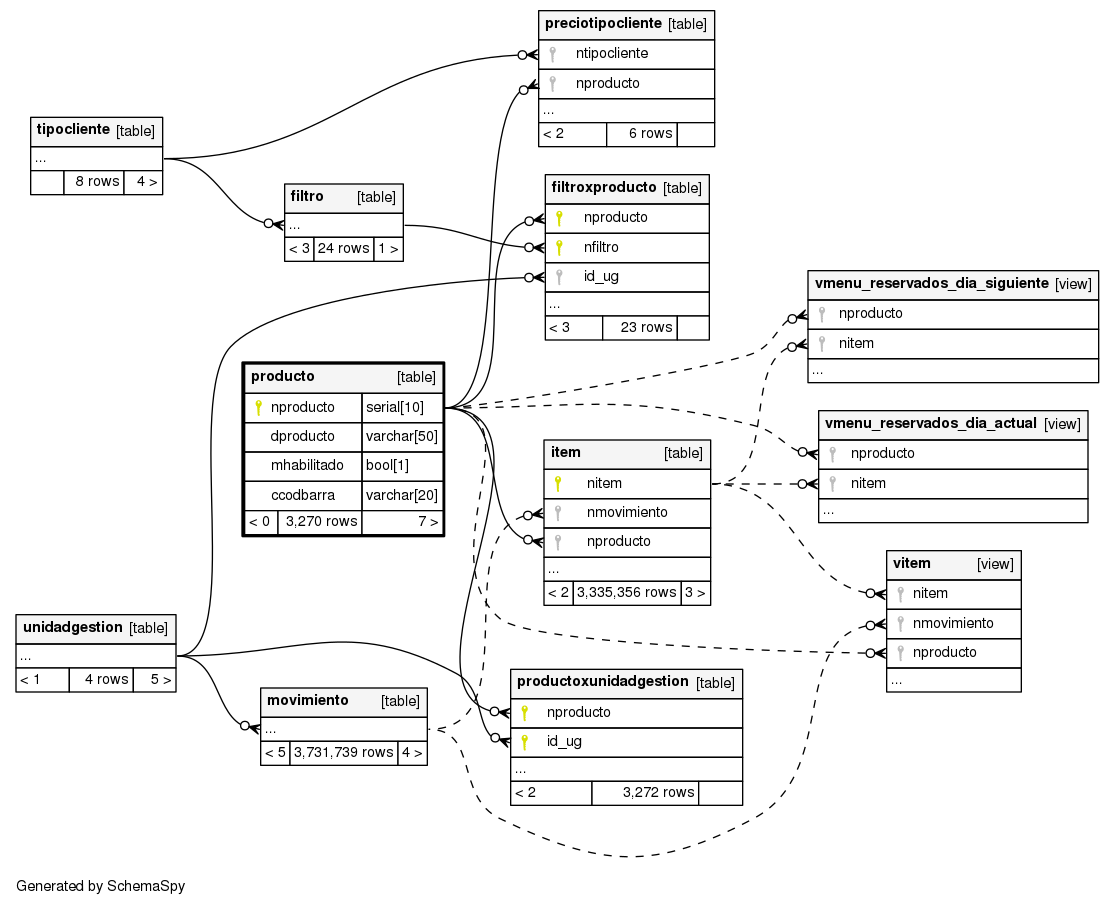 preciotipocliente [table]
ntipocliente
nproducto
...
< 2 6 rows
tipocliente [table]
...
8 rows 4 >
filtro [table]
...
< 3 24 rows 1 >
filtroxproducto [table]
nproducto
nfiltro
id_ug
...
< 3 23 rows
vmenu_reservados_dia_siguiente [view]
nproducto
nitem
...
producto [table]
nproducto serial[10]
dproducto varchar[50]
mhabilitado bool[1]
ccodbarra varchar[20]
< 0 3,270 rows 7 >
vmenu_reservados_dia_actual [view]
nproducto
nitem
...
item [table]
nitem
nmovimiento
nproducto
...
< 2 3,335,356 rows 3 >
vitem [view]
nitem
nmovimiento
nproducto
...
unidadgestion [table]
...
< 1 4 rows 5 >
movimiento [table]
...
< 5 3,731,739 rows 4 >
productoxunidadgestion [table]
nproducto
id_ug
...
< 2 3,272 rows
Generated by SchemaSpy